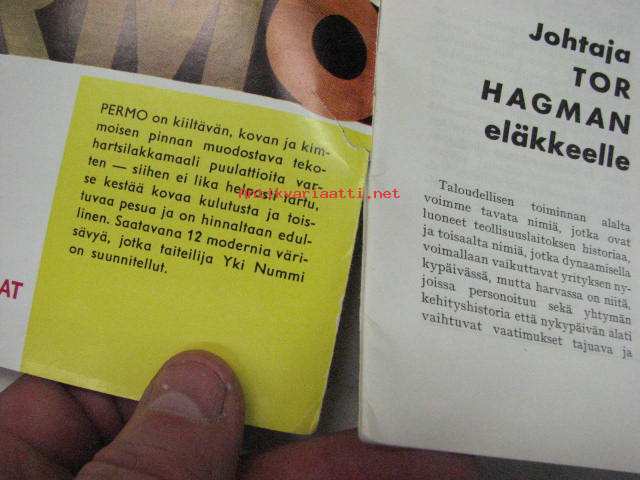 RMO
PERMO on kiiltävän, kovan ja kim-
moisen pinnan muodostava teko-
hartsilakkamaali puulattioita var-
ten — siihen ei lika helposti tartu,
se kestää kovaa kulutusta ja tois-
tuvaa pesua ja on hinnaltaan edul-
linen. Saatavana 12 modernia väri-
sävyä, jotka taiteilija Yki Nummi
on suunnitellut.
AT
Johtaja
TOR
HAGMAN
eläkkeelle
Taloudellisen toiminnan alalta
voimme tavata nimiä, jotka ovat
luoneet teollisuuslaitoksen historiaa,
ja toisaalta nimiä, jotka dynaamisella
voimallaan vaikuttavat yrityksen ny-
kypäivässä, mutta harvassa on niitä,
joissa personoituu sekä yhtymän
kehityshistoria että nykypäivän alati
vaihtuvat vaatimukset tajuava ja